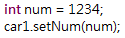 int num = 1234;
car1.setNum(num);